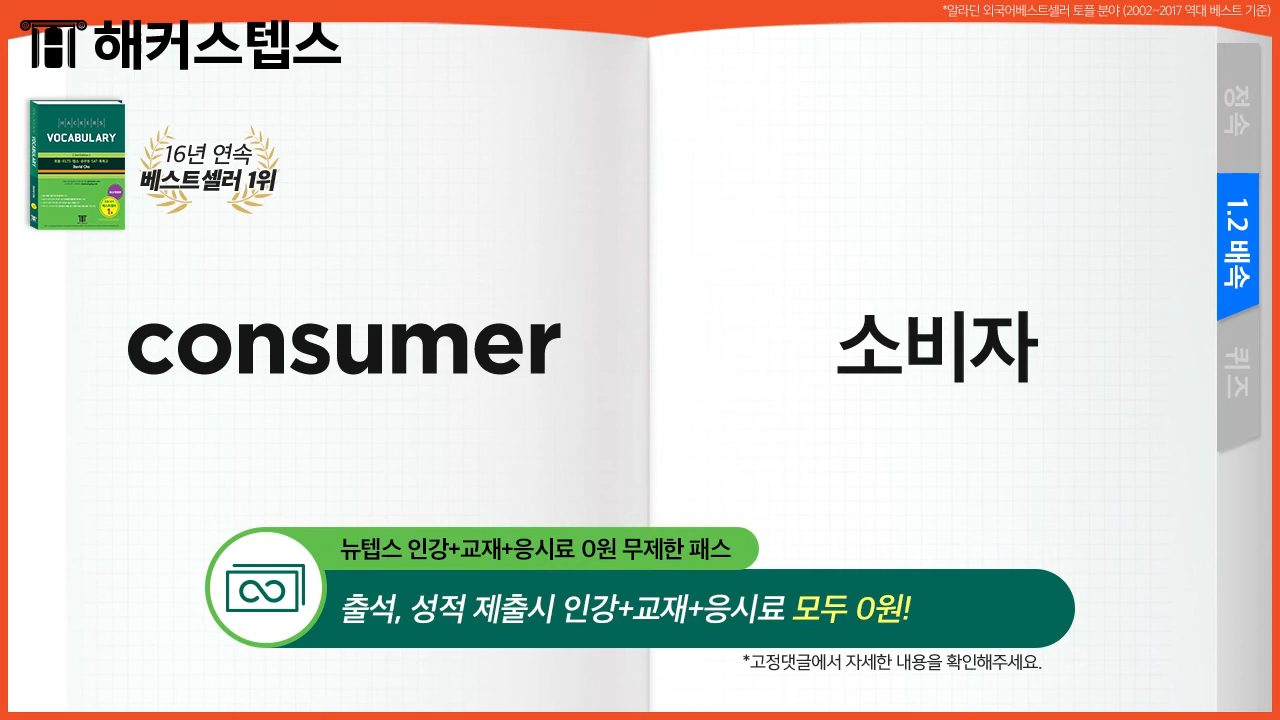 *알라딘 외국어베스트셀러 토플 분야 (2002~2017 역대 베스트 기준)
해커스텝스
HACKERS
VOCABULARY
David Cho
VOCABULARY
16년 연속
베스트셀러 1위
정속
1.2 배속
퀴즈
consumer
소비자
뉴텝스 인강+교재+응시료 0원 무제한 패스
출석, 성적 제출시 인강+교재+응시료 모두 0원!
*고정댓글에서 자세한 내용을 확인해주세요.